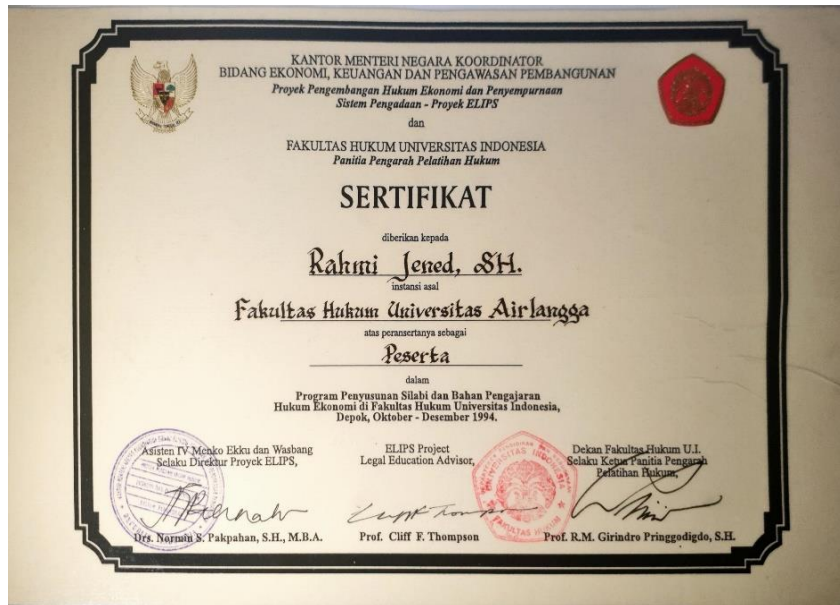 KANTOR MENTERI NEGARA KOORDINATOR
BIDANG EKONOMI, KEUANGAN DAN PENGAWASAN PEMBANGUNAN
Proyek Pengembangan Hukum Ekonomi dan Penyempurnaan
Sistem Pengadaan - Proyek ELIPS
dan
FAKULTAS HUKUM UNIVERSITAS INDONESIA
Panitia Pengarah Pelatihan Hukum
SERTIFIKAT
diberikan kepada
Rahmi Jened, SH.
instansi asal
Fakultas Hukum Universitas Airlangga
atas peransertanya sebagai
Peserta
dalam
Program Penyusunan Silabi dan Bahan Pengajaran
Hukum Ekonomi di Fakultas Hukum Universitas Indonesia,
Depok, Oktober - Desember 1994.
Asisten IV Menko Ekku dan Wasbang
Selaku Direktur Proyek ELIPS,
Drs. Normin S. Pakpahan, S.H., M.B.A.
ELIPS Project
Legal Education Advisor,
Prof. Cliff F. Thompson
UNIVERSITAS INDONESIA
FAKULTAS HUKUM
Dekan Fakultas Hukum U.I.
Selaku Ketua Panitia Pengarah
Pelatihan Hukum,
Prof. R.M. Girindro Pringgodigdo, S.H.